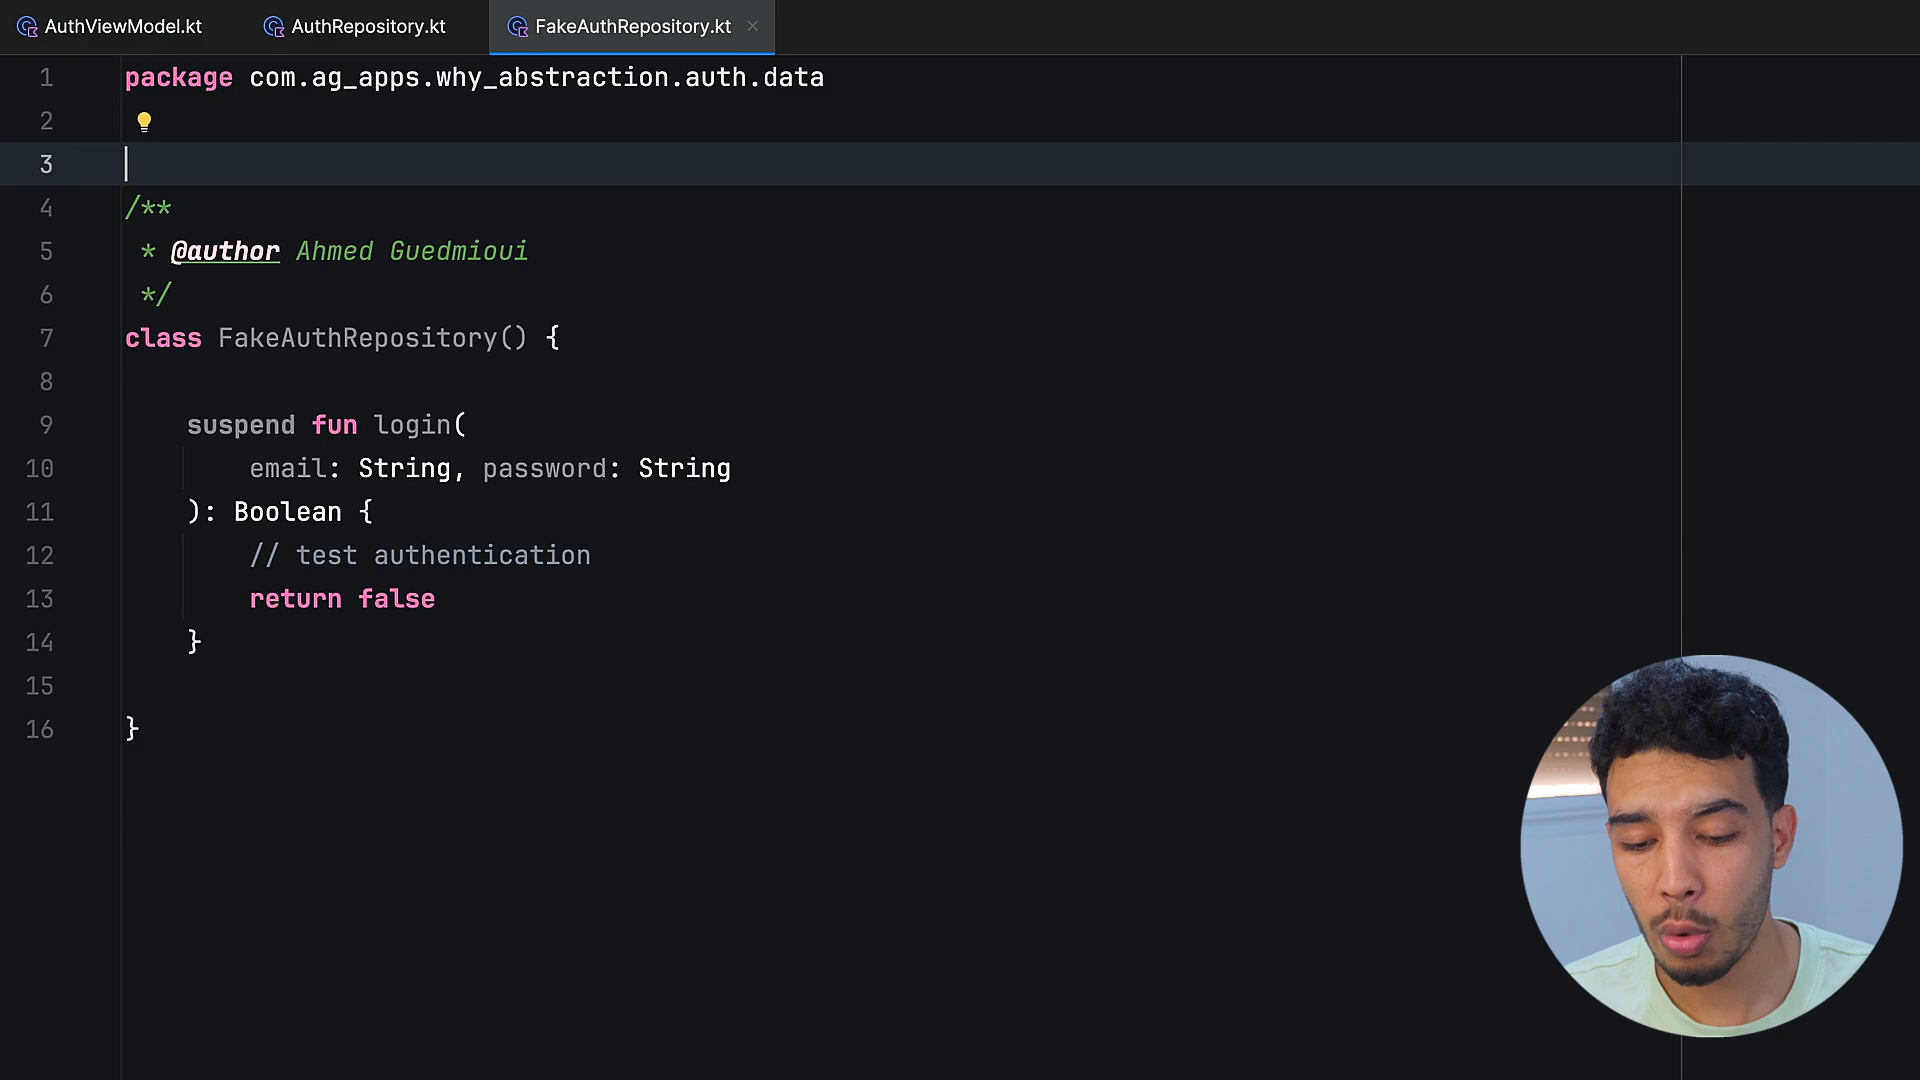 AuthViewModel.kt AuthRepository.kt FakeAuthRepository.kt
1 package com.ag_apps.why_abstraction.auth.data
2
3
4 /**
5 * @author Ahmed Guedmioui
6 */
7 class FakeAuthRepository() {
8
9 suspend fun login(
10 email: String, password: String
11 ): Boolean {
12 // test authentication
13 return false
14 }
15
16 }